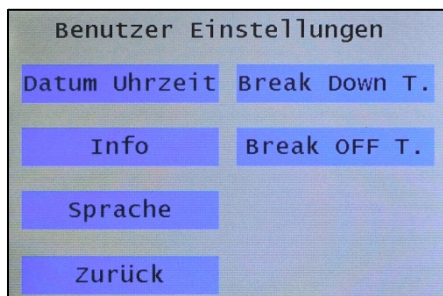 Benutzer Einstellungen
Datum Uhrzeit
Break Down T.
Info
Break OFF T.
Sprache
Zurück